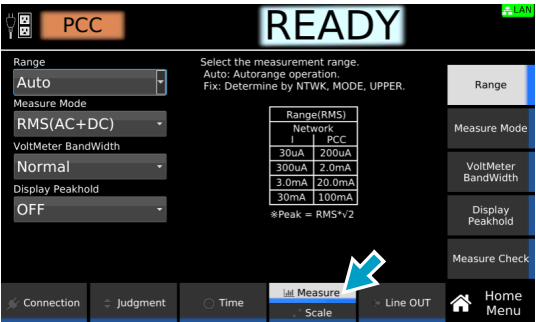 PCC
READY
LAN
Range
Auto
Measure Mode
RMS(AC+DC)
VoltMeter BandWidth
Normal
Display Peakhold
OFF
Select the measurement range.
Auto: Autorange operation.
Fix: Determine by NTWK, MODE, UPPER.
Range(RMS)
Network
I PCC
30uA 200uA
300uA 2.0mA
3.0mA 20.0mA
30mA 100mA
※Peak = RMS*√2
Range
Measure Mode
VoltMeter
BandWidth
Display
Peakhold
Measure Check
Connection
Judgment
Time
Measure
Scale
Line OUT
Home
Menu